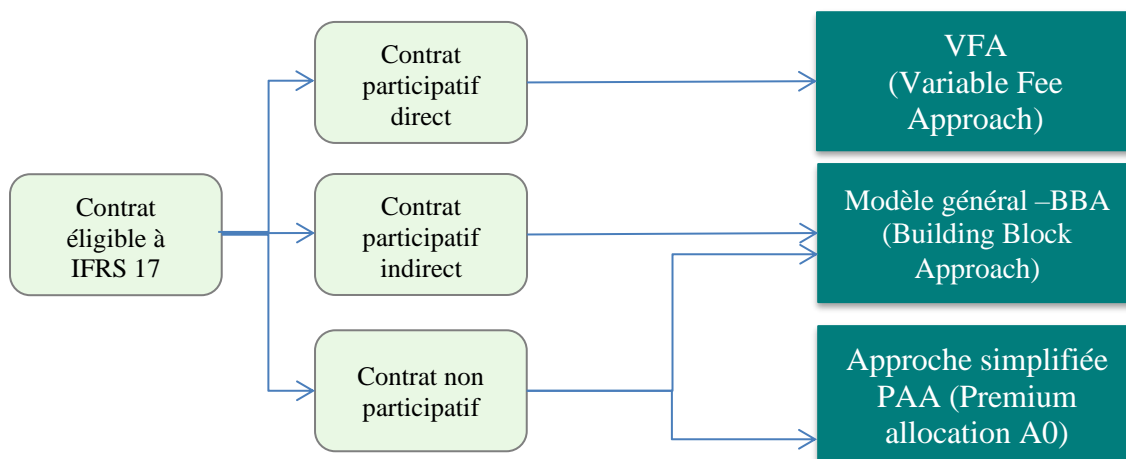 Contrat
participatif
direct
VFA
(Variable Fee
Approach)
Contrat
éligible à
IFRS 17
Contrat
participatif
indirect
Modèle général –BBA
(Building Block
Approach)
Contrat non
participatif
Approche simplifiée
PAA (Premium
allocation A0)